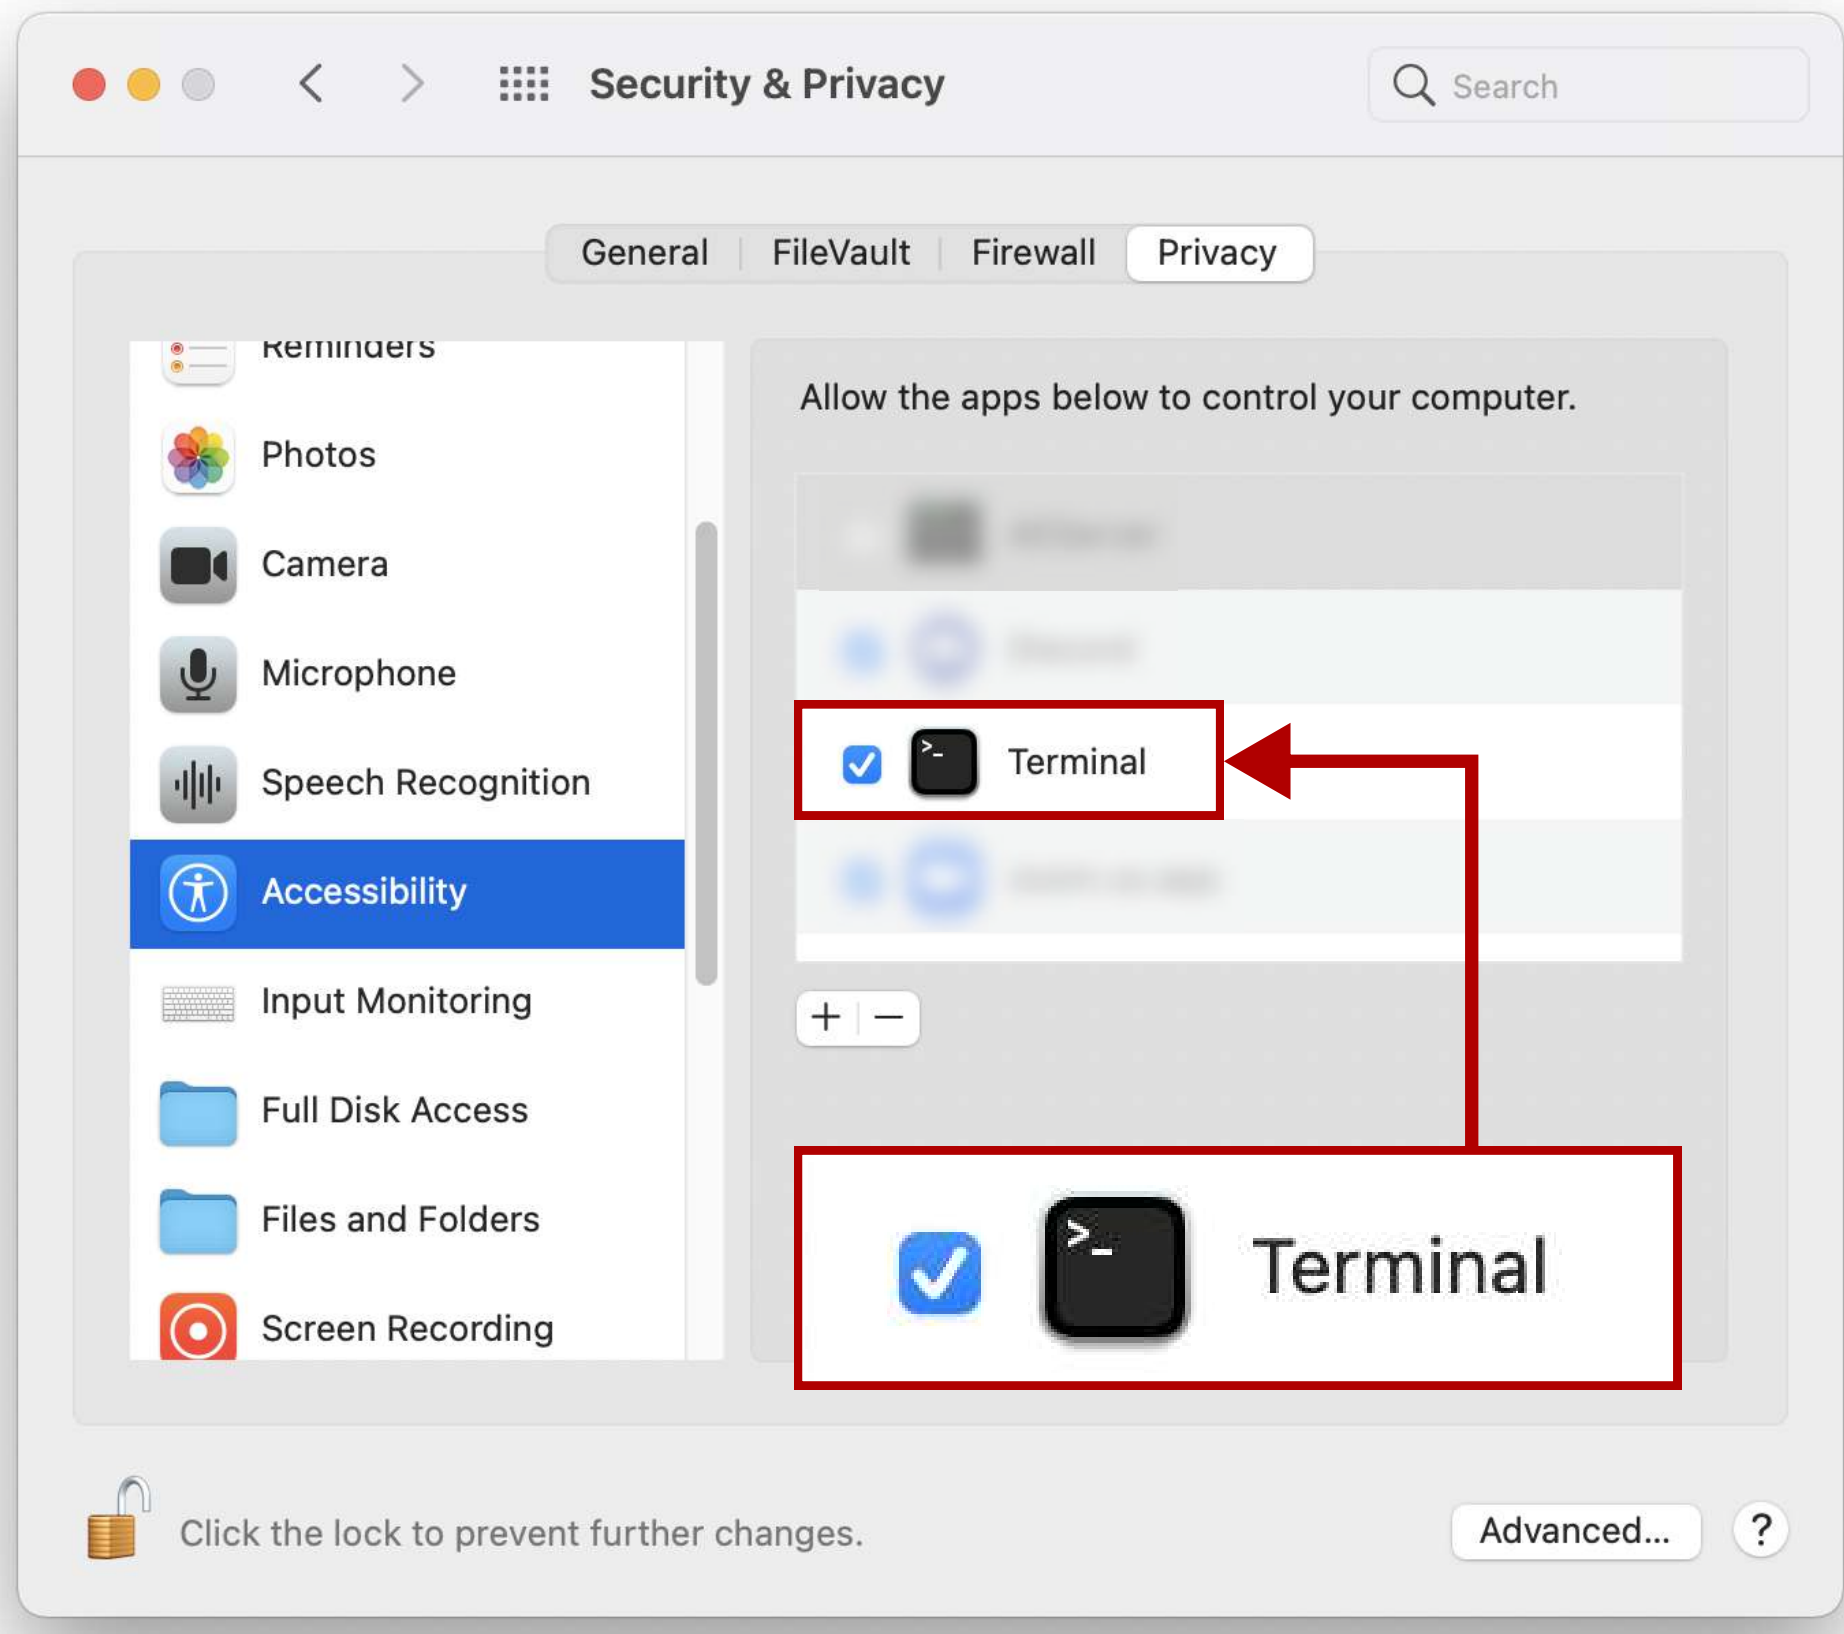 Security & Privacy
Search
General
FileVault
Firewall
Privacy
Reminders
Photos
Camera
Microphone
Speech Recognition
Accessibility
Input Monitoring
Full Disk Access
Files and Folders
Screen Recording
Allow the apps below to control your computer.
>_
Terminal
+ −
>_
Terminal
Click the lock to prevent further changes.
Advanced...
?